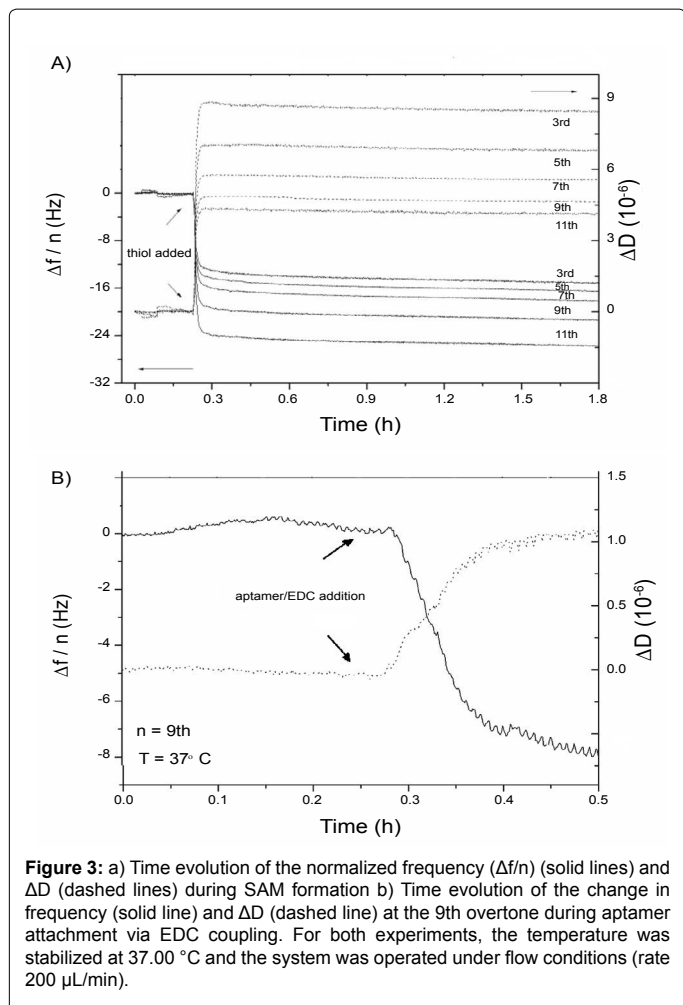 A)
9
3rd
6
5th
0
7th
9th
-8
11th
3
thiol added
Δf / n (Hz)
ΔD (10-6)
-16
3rd
5th
7th
0
9th
-24
11th
-32
0.0 0.3 0.6 0.9 1.2 1.5 1.8
Time (h)
B)
1.5
0
1.0
-2
aptamer/EDC addition
0.5
Δf / n (Hz)
ΔD (10-6)
-4
0.0
-5
n = 9th
-6
T = 37° C
-8
0.0 0.1 0.2 0.3 0.4 0.5
Time (h)
Figure 3: a) Time evolution of the normalized frequency (Δf/n) (solid lines) and
ΔD (dashed lines) during SAM formation b) Time evolution of the change in
frequency (solid line) and ΔD (dashed line) at the 9th overtone during aptamer
attachment via EDC coupling. For both experiments, the temperature was
stabilized at 37.00 °C and the system was operated under flow conditions (rate
200 µL/min).